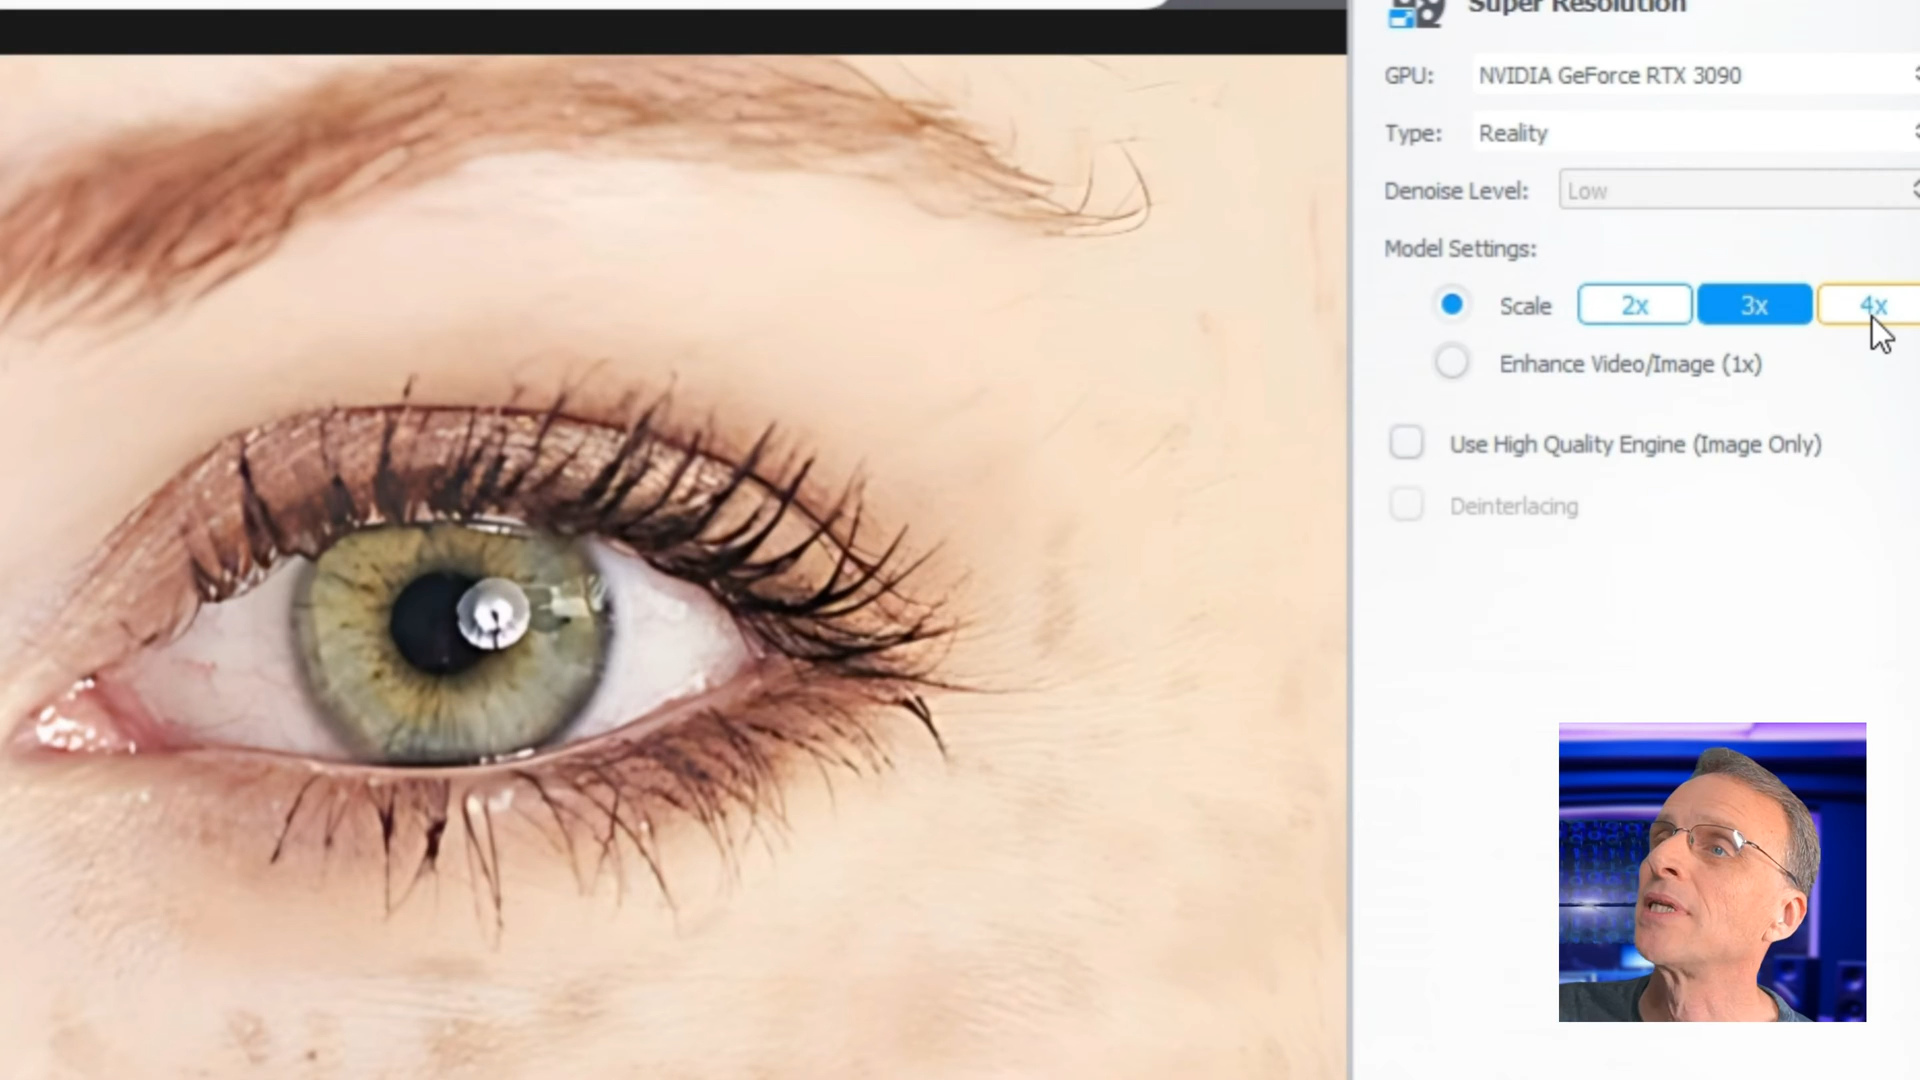 Super Resolution
GPU: NVIDIA GeForce RTX 3090
Type: Reality
Denoise Level: Low
Model Settings:
Scale 2x 3x 4x
Enhance Video/Image (1x)
Use High Quality Engine (Image Only)
Deinterlacing